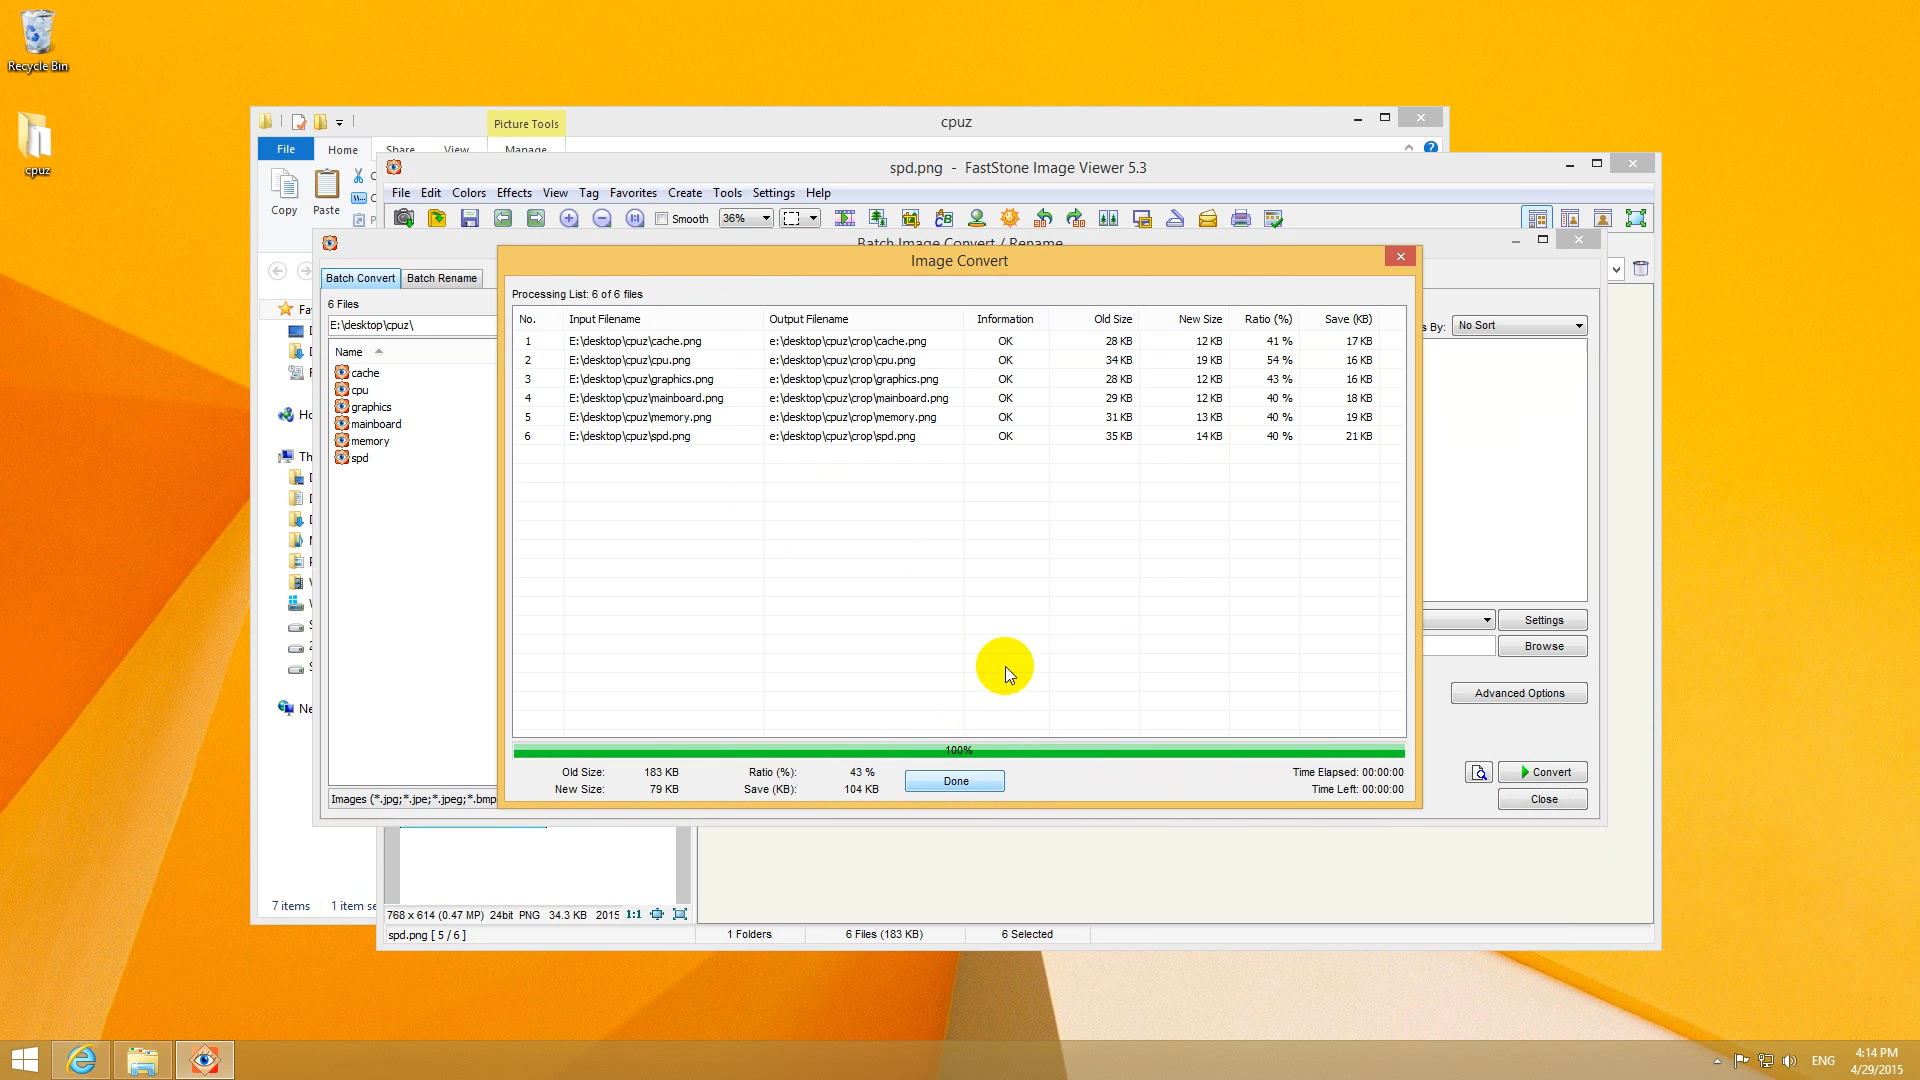 Recycle Bin
cpuz
Picture Tools
cpuz
File Home Share View Manage
Copy Paste
spd.png - FastStone Image Viewer 5.3
File Edit Colors Effects View Tag Favorites Create Tools Settings Help
Smooth 36%
Batch Image Convert / Rename
Image Convert
Batch Convert Batch Rename
6 Files
E:\desktop\cpuz\
Name
cache
cpu
graphics
mainboard
memory
spd
Images (*.jpg;*.jpe;*.jpeg;*.bmp
Processing List: 6 of 6 files
No. Input Filename Output Filename Information Old Size New Size Ratio (%) Save (KB)
1 E:\desktop\cpuz\cache.png e:\desktop\cpuz\crop\cache.png OK 28 KB 12 KB 41 % 17 KB
2 E:\desktop\cpuz\cpu.png e:\desktop\cpuz\crop\cpu.png OK 34 KB 19 KB 54 % 16 KB
3 E:\desktop\cpuz\graphics.png e:\desktop\cpuz\crop\graphics.png OK 28 KB 12 KB 43 % 16 KB
4 E:\desktop\cpuz\mainboard.png e:\desktop\cpuz\crop\mainboard.png OK 29 KB 12 KB 40 % 18 KB
5 E:\desktop\cpuz\memory.png e:\desktop\cpuz\crop\memory.png OK 31 KB 13 KB 40 % 19 KB
6 E:\desktop\cpuz\spd.png e:\desktop\cpuz\crop\spd.png OK 35 KB 14 KB 40 % 21 KB
100%
Old Size: 183 KB Ratio (%): 43 % Done Time Elapsed: 00:00:00
New Size: 79 KB Save (KB): 104 KB Time Left: 00:00:00
s By: No Sort
Settings
Browse
Advanced Options
Convert
Close
7 items 1 item se
768 x 614 (0.47 MP) 24bit PNG 34.3 KB 2015 1:1
spd.png [ 5 / 6 ] 1 Folders 6 Files (183 KB) 6 Selected
ENG 4:14 PM
4/29/2015